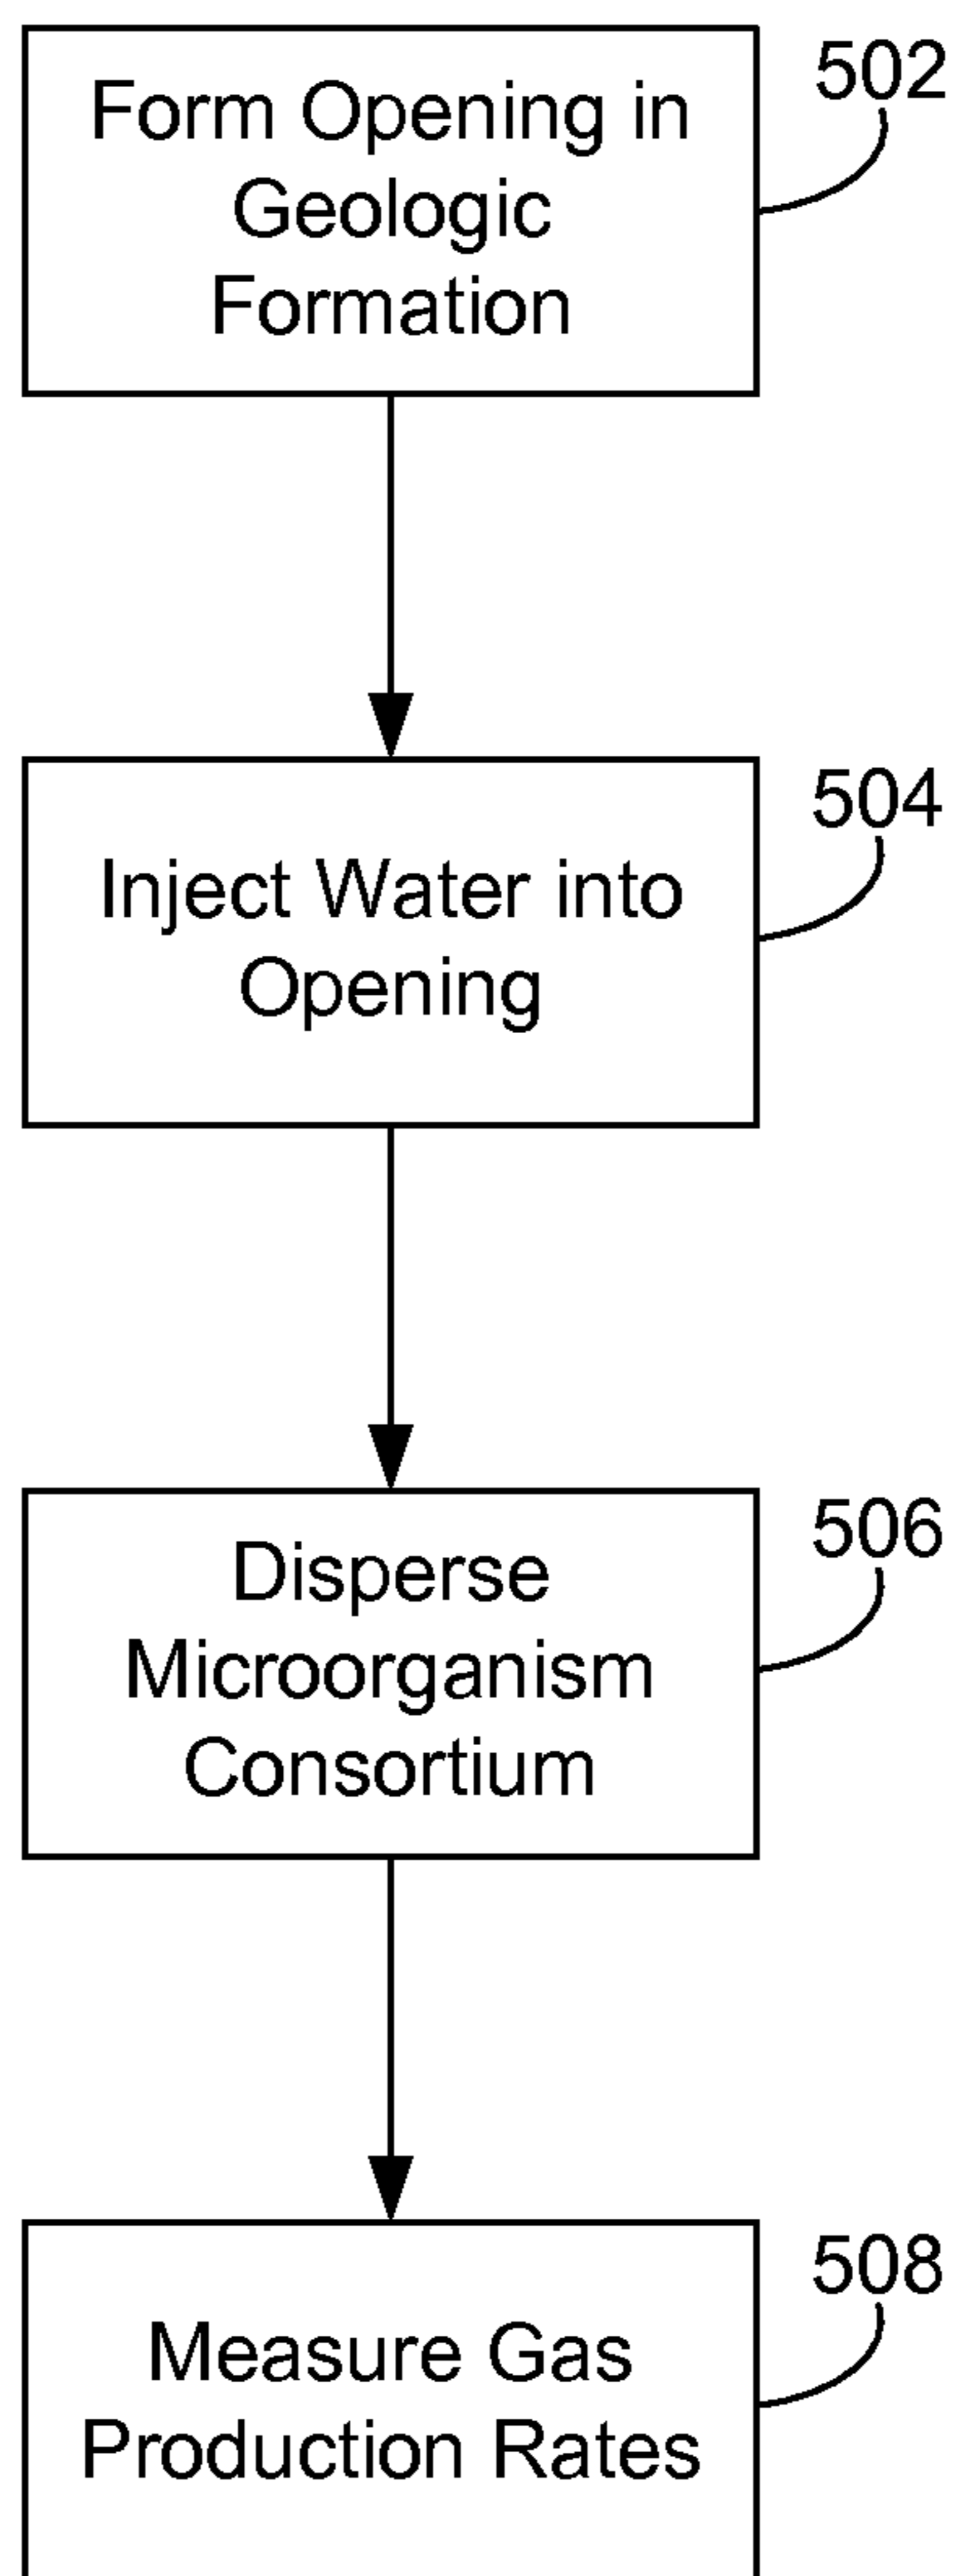 Form Opening in
Geologic
Formation
502
Inject Water into
Opening
504
Disperse
Microorganism
Consortium
506
Measure Gas
Production Rates
508